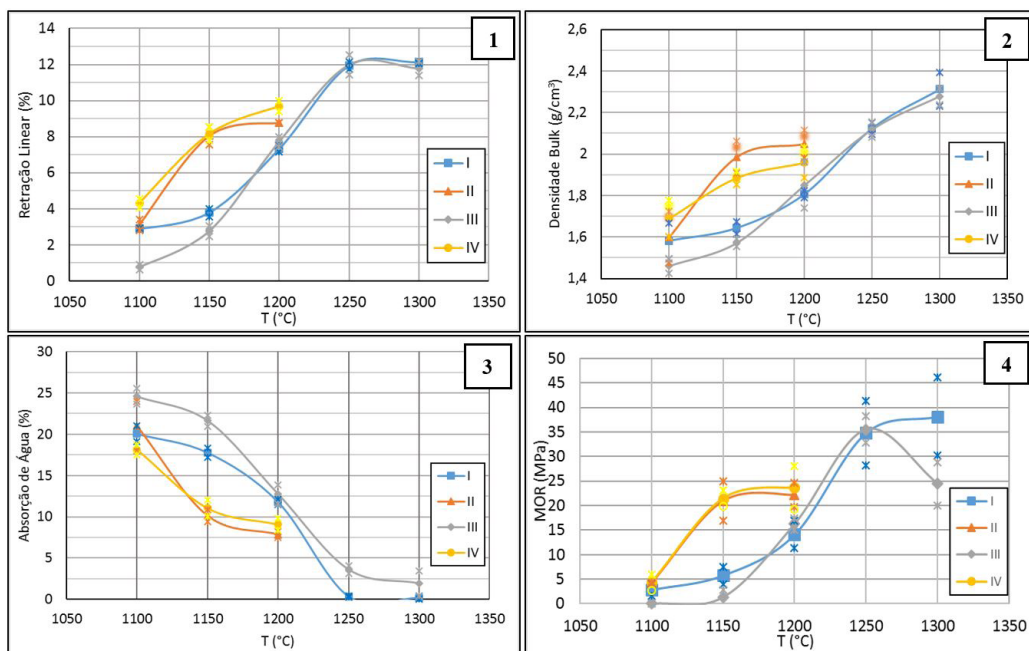 1
Retração Linear (%)
14
12
10
8
6
4
2
0
1050 1100 1150 1200 1250 1300 1350
T (°C)
I
II
III
IV
2
Densidade Bulk (g/cm³)
2,6
2,4
2,2
2
1,8
1,6
1,4
1050 1100 1150 1200 1250 1300 1350
T (°C)
I
II
III
IV
3
Absorção de Água (%)
30
25
20
15
10
5
0
1050 1100 1150 1200 1250 1300 1350
T (°C)
I
II
III
IV
4
MOR (MPa)
50
45
40
35
30
25
20
15
10
5
0
1050 1100 1150 1200 1250 1300 1350
T (°C)
I
II
III
IV